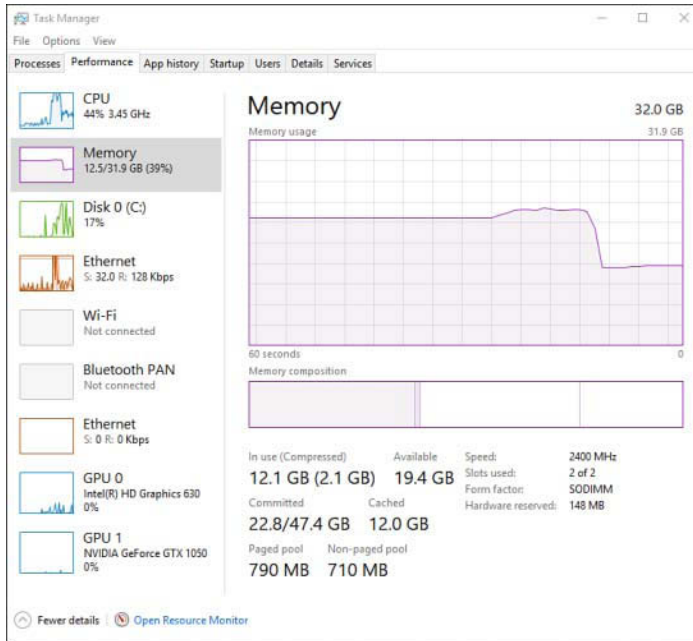 Task Manager
File Options View
Processes Performance App history Startup Users Details Services
CPU
44% 3.45 GHz
Memory
12.5/31.9 GB (39%)
Disk 0 (C:)
17%
Ethernet
S: 32.0 R: 128 Kbps
Wi-Fi
Not connected
Bluetooth PAN
Not connected
Ethernet
S: 0 R: 0 Kbps
GPU 0
Intel(R) HD Graphics 630
0%
GPU 1
NVIDIA GeForce GTX 1050
0%
Memory 32.0 GB
Memory usage 31.9 GB
60 seconds 0
Memory composition
In use (Compressed) Available
12.1 GB (2.1 GB) 19.4 GB
Committed Cached
22.8/47.4 GB 12.0 GB
Paged pool Non-paged pool
790 MB 710 MB
Speed: 2400 MHz
Slots used: 2 of 2
Form factor: SODIMM
Hardware reserved: 148 MB
Fewer details Open Resource Monitor